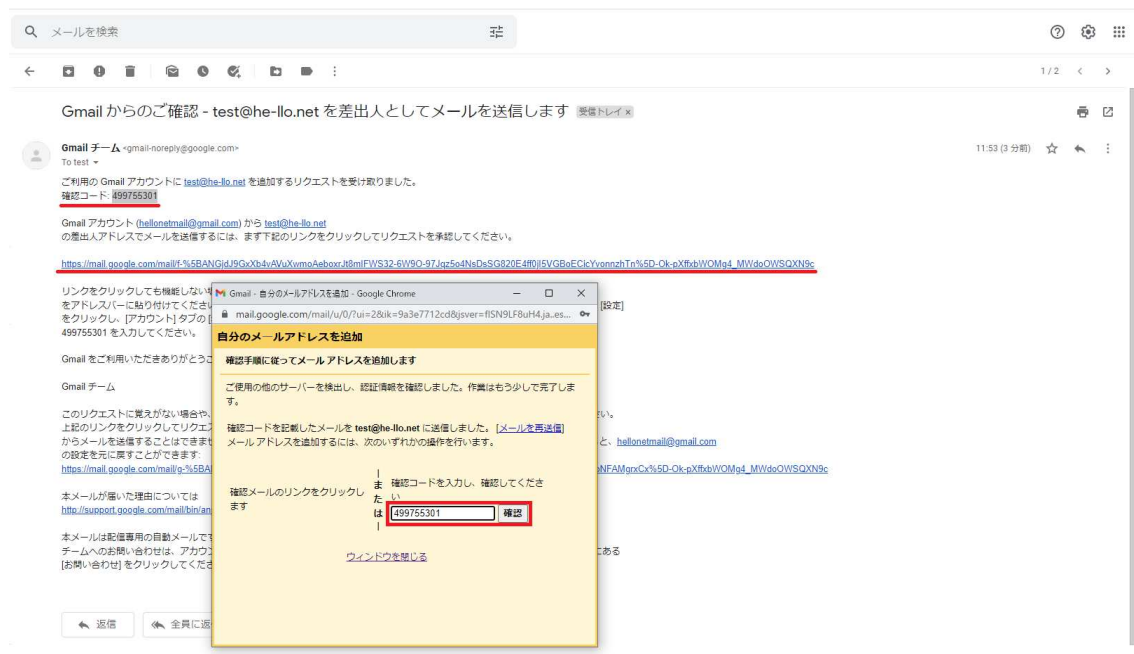 メールを検索
1/2
Gmail からのご確認 - test@he-llo.net を差出人としてメールを送信します 受信トレイ x
Gmail チーム <gmail-noreply@google.com>
11:53 (3 分前)
To test
ご利用の Gmail アカウントに test@he-llo.net を追加するリクエストを受け取りました。
確認コード: 499755301
Gmail アカウント (hellonetmail@gmail.com) から test@he-llo.net
の差出人アドレスでメールを送信するには、まず下記のリンクをクリックしてリクエストを承認してください。
https://mail.google.com/mail/f-%5BANGjdJ9GxXb4vAVuXwmoAeboxrJt8mIFWS32-6W9O-97Jqz5o4NsDsSG820E4ff0jI5VGBoECicYvonnzhTn%5D-Ok-pXffxbWOMg4_MWdoOWSQXN9c
リンクをクリックしても機能しない
をアドレスバーに貼り付けてくださ
[設定]
をクリックし、[アカウント] タブの [
499755301 を入力してください。
Gmail をご利用いただきありがとうご
Gmail チーム
このリクエストに覚えがない場合や、
さい。
上記のリンクをクリックしてリクエ
からメールを送信することはできませ
と、 hellonetmail@gmail.com
の設定を元に戻すことができます:
https://mail.google.com/mail/g-%5BA
NFAMgrxCx%5D-Ok-pXffxbWOMg4_MWdoOWSQXN9c
本メールが届いた理由については
http://support.google.com/mail/bin/an
本メールは配信専用の自動メールです
チームへのお問い合わせは、アカウン
にある
[お問い合わせ] をクリックしてくださ
返信
全員に返
Gmail - 自分のメールアドレスを追加 - Google Chrome
mail.google.com/mail/u/0/?ui=2&ik=9a3e7712cd&jsver=flSN9LF8uH4.ja..es...
自分のメールアドレスを追加
確認手順に従ってメール アドレスを追加します
ご使用の他のサーバーを検出し、認証情報を確認しました。作業はもう少しで完了しま
す。
確認コードを記載したメールを test@he-llo.net に送信しました。 [メールを再送信]
メール アドレスを追加するには、次のいずれかの操作を行います。
確認メールのリンクをクリックし
ます
または
確認コードを入力し、確認してくださ
い
499755301
確認
ウィンドウを閉じる